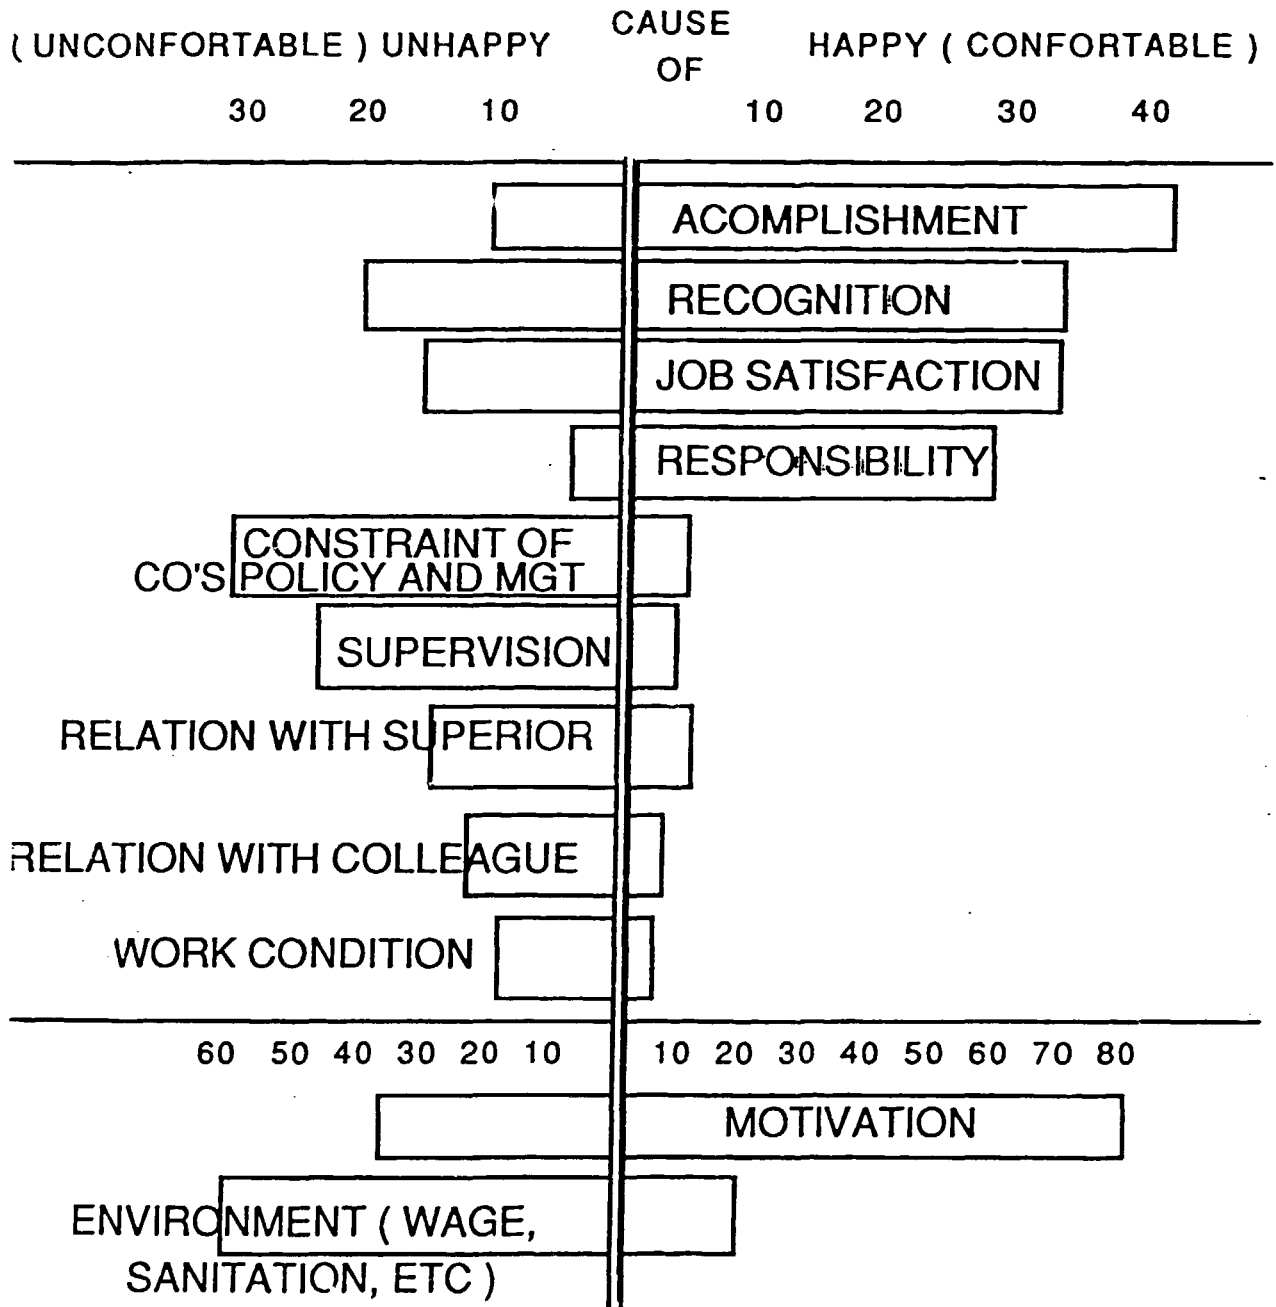 ( UNCONFORTABLE ) UNHAPPY
CAUSE
OF
HAPPY ( CONFORTABLE )
30 20 10 10 20 30 40
ACOMPLISHMENT
RECOGNITION
JOB SATISFACTION
RESPONSIBILITY
CONSTRAINT OF
CO'S POLICY AND MGT
SUPERVISION
RELATION WITH SUPERIOR
RELATION WITH COLLEAGUE
WORK CONDITION
60 50 40 30 20 10 10 20 30 40 50 60 70 80
MOTIVATION
ENVIRONMENT ( WAGE,
SANITATION, ETC )